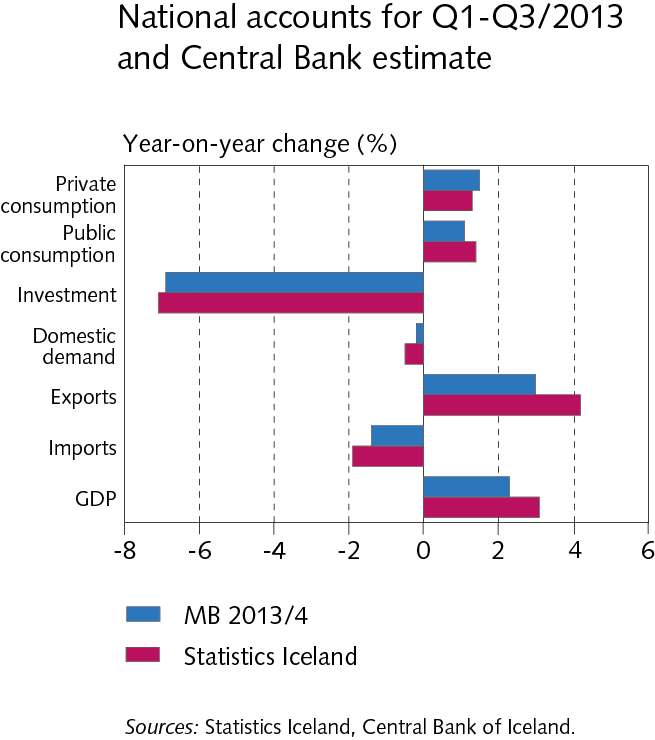 National accounts for Q1-Q3/2013
and Central Bank estimate
Year-on-year change (%)
Private
consumption
Public
consumption
Investment
Domestic
demand
Exports
Imports
GDP
-8 -6 -4 -2 0 2 4 6
MB 2013/4
Statistics Iceland
Sources: Statistics Iceland, Central Bank of Iceland.